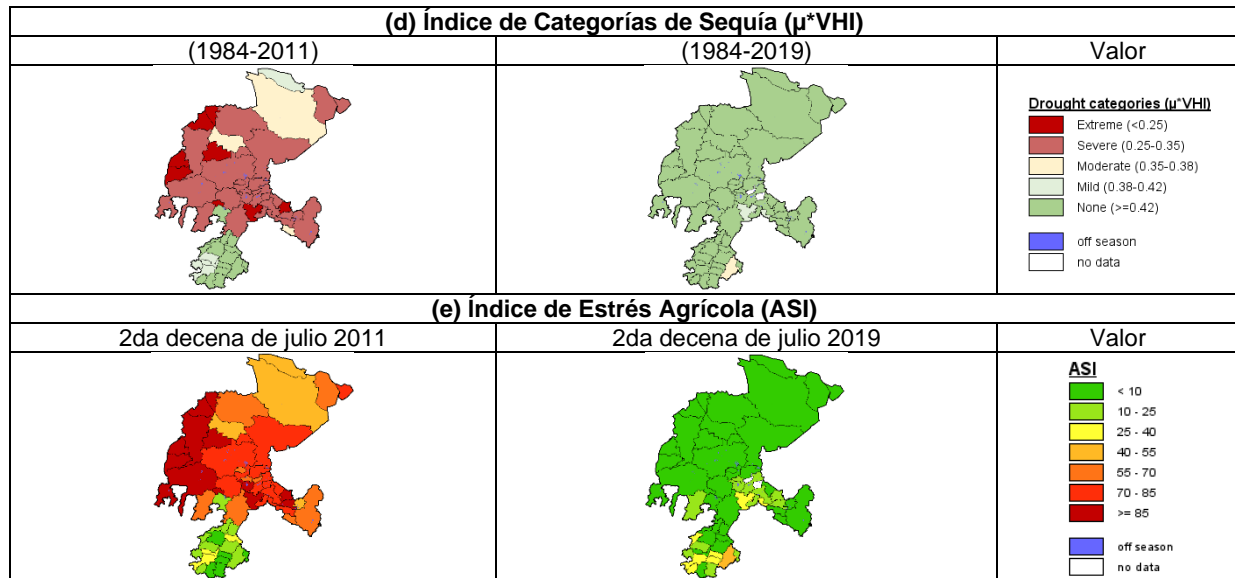 (d) Índice de Categorías de Sequía (µ*VHI)
(1984-2011)
(1984-2019)
Valor
Drought categories (µ*VHI)
Extreme (<0.25)
Severe (0.25-0.35)
Moderate (0.35-0.38)
Mild (0.38-0.42)
None (>=0.42)
off season
no data
(e) Índice de Estrés Agrícola (ASI)
2da decena de julio 2011
2da decena de julio 2019
Valor
ASI
< 10
10 - 25
25 - 40
40 - 55
55 - 70
70 - 85
>= 85
off season
no data